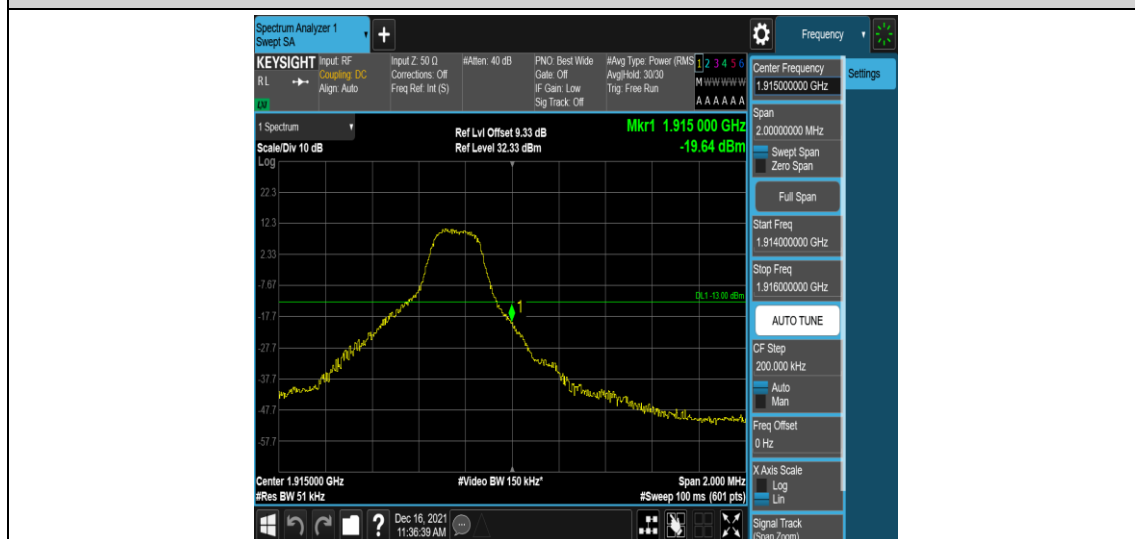 Spectrum Analyzer 1
Swept SA
+
Frequency
KEYSIGHT
RL
LXI
Input: RF
Coupling: DC
Align: Auto
Input Z: 50 Ω
Corrections: Off
Freq Ref: Int (S)
#Atten: 40 dB
PNO: Best Wide
Gate: Off
IF Gain: Low
Sig Track: Off
#Avg Type: Power (RMS
Avg|Hold: 30/30
Trig: Free Run
1 2 3 4 5 6
M W W W W W
A A A A A A
Center Frequency
1.915000000 GHz
Settings
Span
2.00000000 MHz
Swept Span
Zero Span
Full Span
Start Freq
1.914000000 GHz
Stop Freq
1.916000000 GHz
AUTO TUNE
CF Step
200.000 kHz
Auto
Man
Freq Offset
0 Hz
X Axis Scale
Log
Lin
Signal Track
(Span Zoom)
1 Spectrum
Scale/Div 10 dB
Log
Ref Lvl Offset 9.33 dB
Ref Level 32.33 dBm
Mkr1 1.915 000 GHz
-19.64 dBm
22.3
12.3
2.33
-7.67
DL1 -13.00 dBm
1
-17.7
-27.7
-37.7
-47.7
-57.7
Center 1.915000 GHz
#Res BW 51 kHz
#Video BW 150 kHz*
Span 2.000 MHz
#Sweep 100 ms (601 pts)
?
Dec 16, 2021
11:36:39 AM